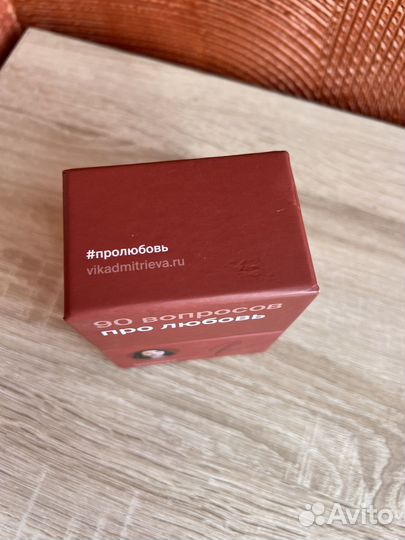 #пролюбовь
vikadmitrieva.ru
90 вопросов
про любовь
Avito